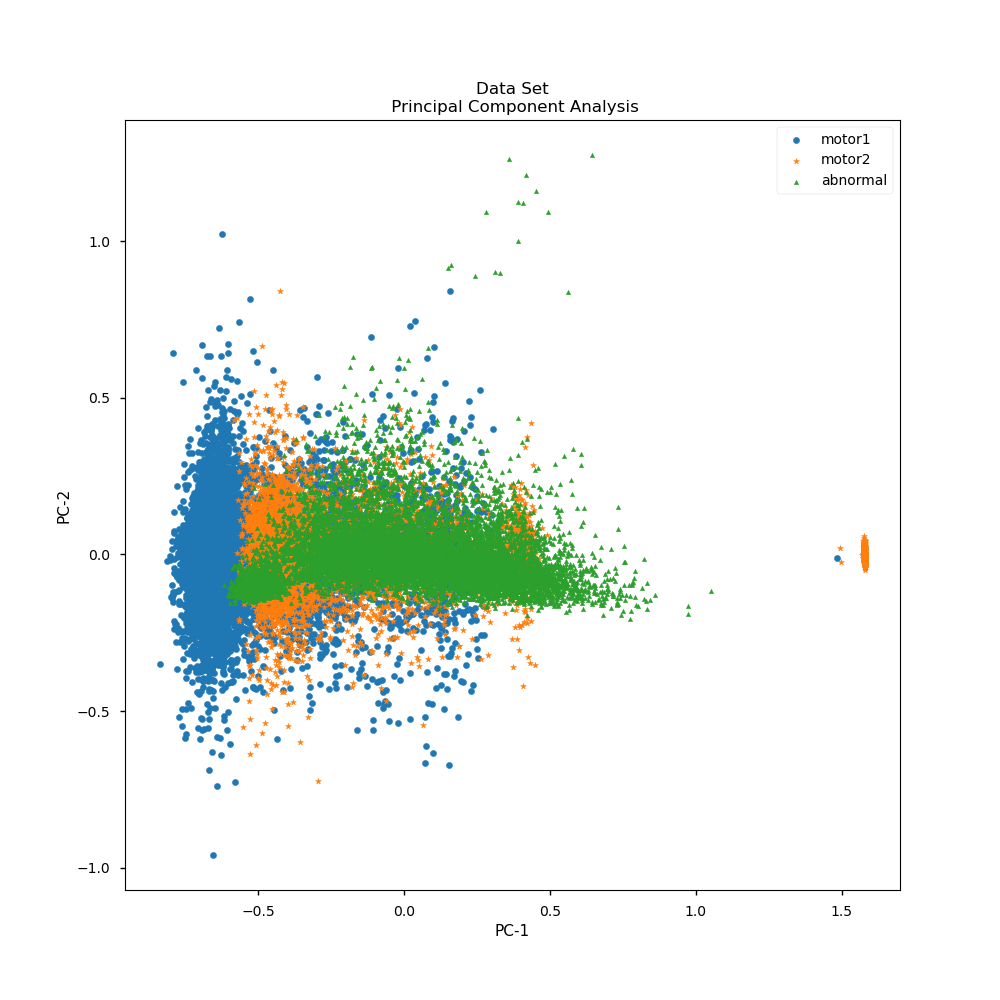 Data Set
Principal Component Analysis
motor1
motor2
abnormal
1.0
0.5
0.0
−0.5
−1.0
PC-2
−0.5
0.0
0.5
1.0
1.5
PC-1